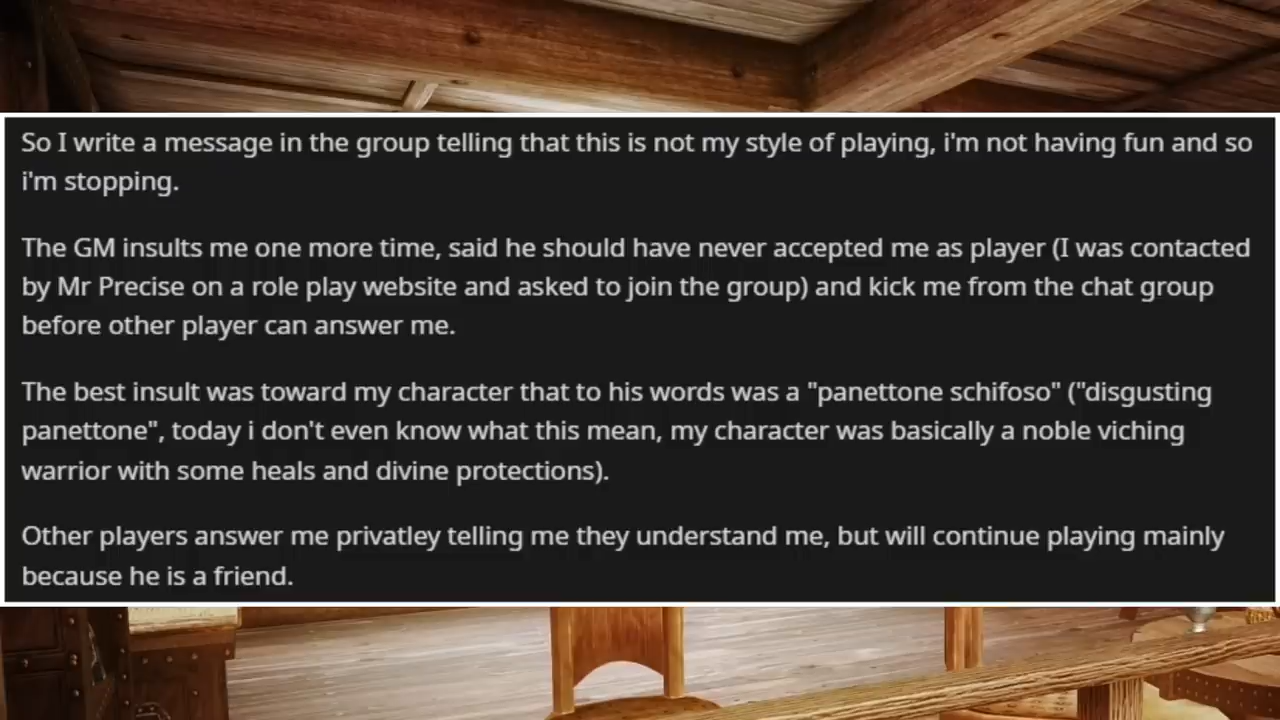 So I write a message in the group telling that this is not my style of playing, i'm not having fun and so
i'm stopping.
The GM insults me one more time, said he should have never accepted me as player (I was contacted
by Mr Precise on a role play website and asked to join the group) and kick me from the chat group
before other player can answer me.
The best insult was toward my character that to his words was a "panettone schifoso" ("disgusting
panettone", today i don't even know what this mean, my character was basically a noble viching
warrior with some heals and divine protections).
Other players answer me privatley telling me they understand me, but will continue playing mainly
because he is a friend.